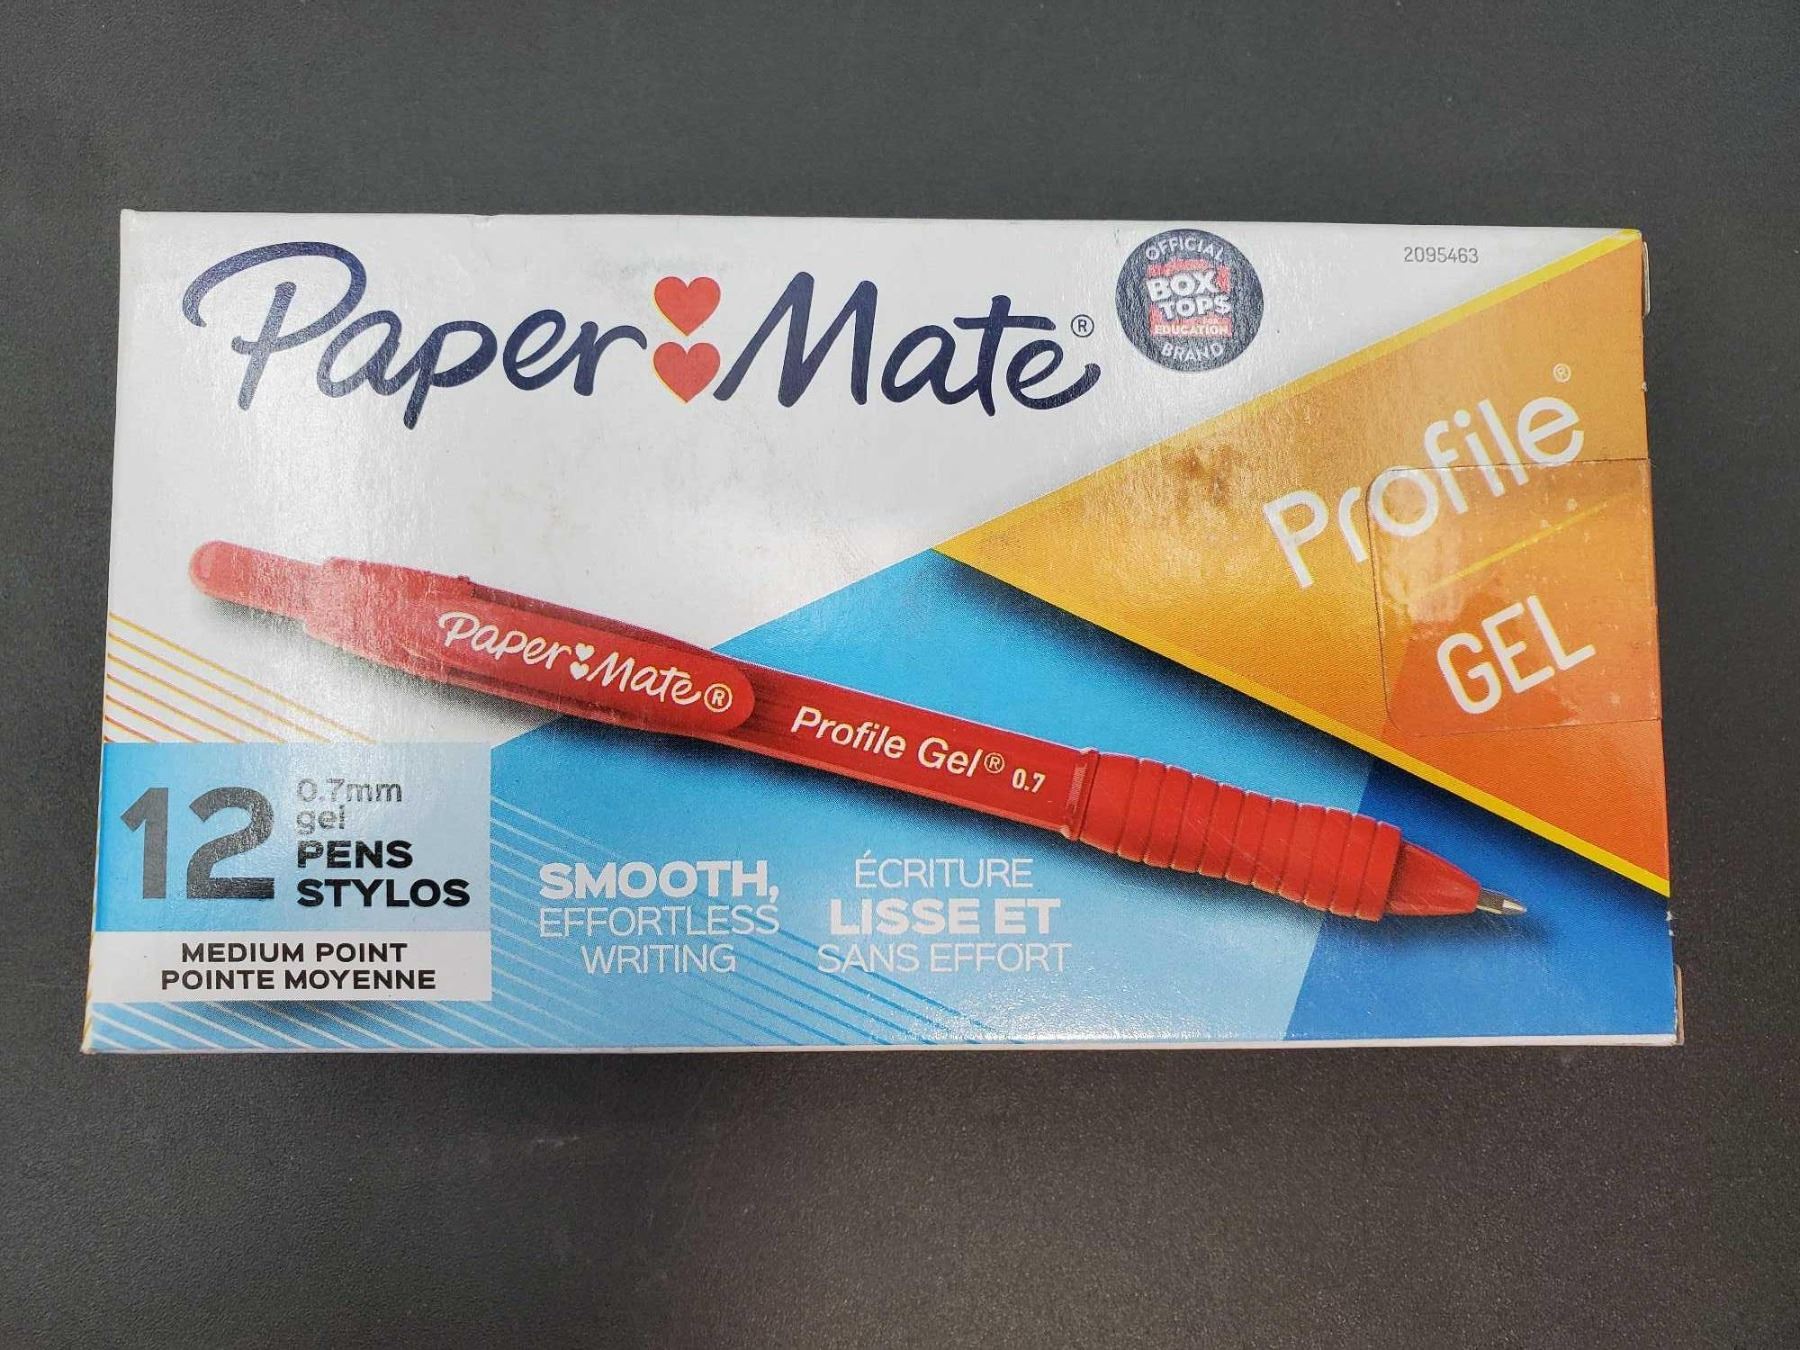 Paper Mate®
OFFICIAL
BOX
TOPS
FOR
EDUCATION
BRAND
2095463
Profile®
GEL
Paper Mate®
Profile Gel® 0.7
12
0.7mm
gel
PENS
STYLOS
MEDIUM POINT
POINTE MOYENNE
SMOOTH,
EFFORTLESS
WRITING
ÉCRITURE
LISSE ET
SANS EFFORT